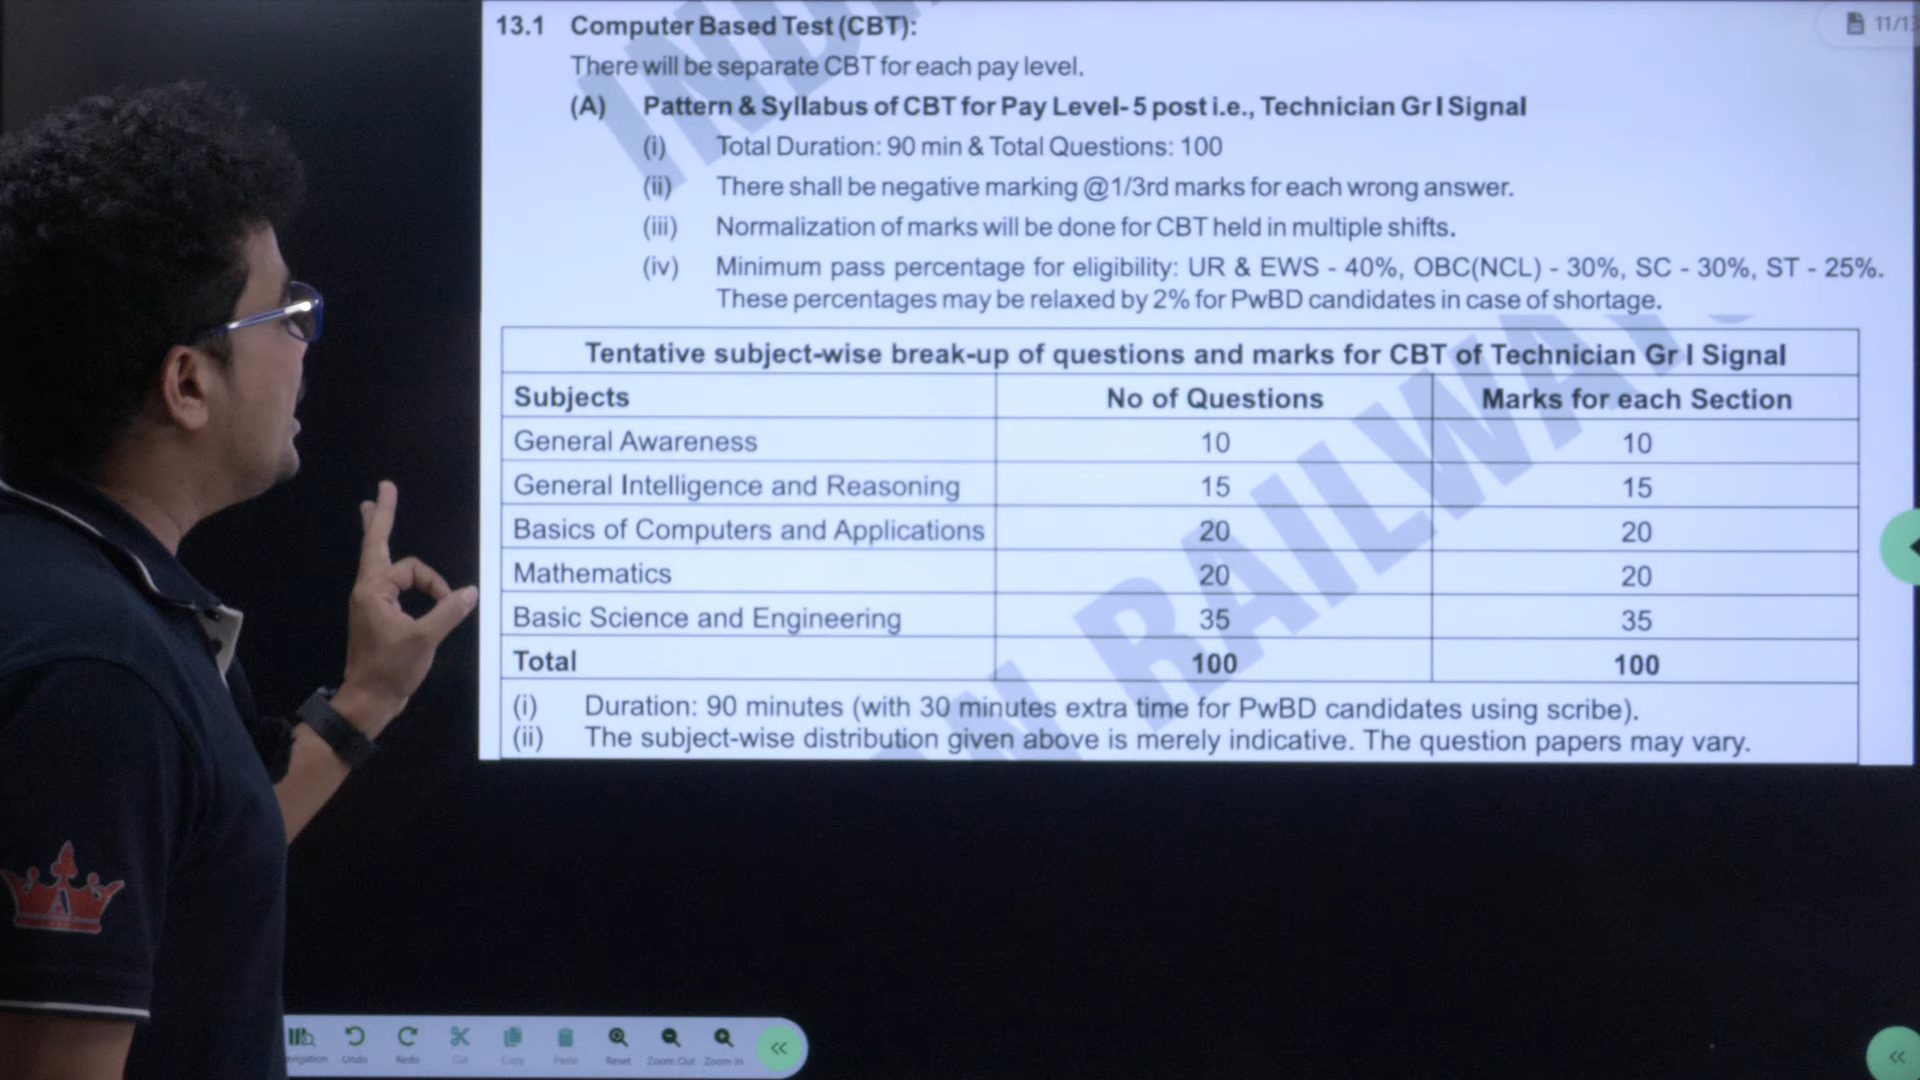 13.1 Computer Based Test (CBT):
11/13
There will be separate CBT for each pay level.
(A) Pattern & Syllabus of CBT for Pay Level-5 post i.e., Technician Gr I Signal
(i) Total Duration: 90 min & Total Questions: 100
(ii) There shall be negative marking @1/3rd marks for each wrong answer.
(iii) Normalization of marks will be done for CBT held in multiple shifts.
(iv) Minimum pass percentage for eligibility: UR & EWS - 40%, OBC(NCL) - 30%, SC - 30%, ST - 25%.
These percentages may be relaxed by 2% for PwBD candidates in case of shortage.
Tentative subject-wise break-up of questions and marks for CBT of Technician Gr I Signal
Subjects No of Questions Marks for each Section
General Awareness 10 10
General Intelligence and Reasoning 15 15
Basics of Computers and Applications 20 20
Mathematics 20 20
Basic Science and Engineering 35 35
Total 100 100
(i) Duration: 90 minutes (with 30 minutes extra time for PwBD candidates using scribe).
(ii) The subject-wise distribution given above is merely indicative. The question papers may vary.
A
Undo Redo Cut Copy Paste Reset Zoom Out Zoom In